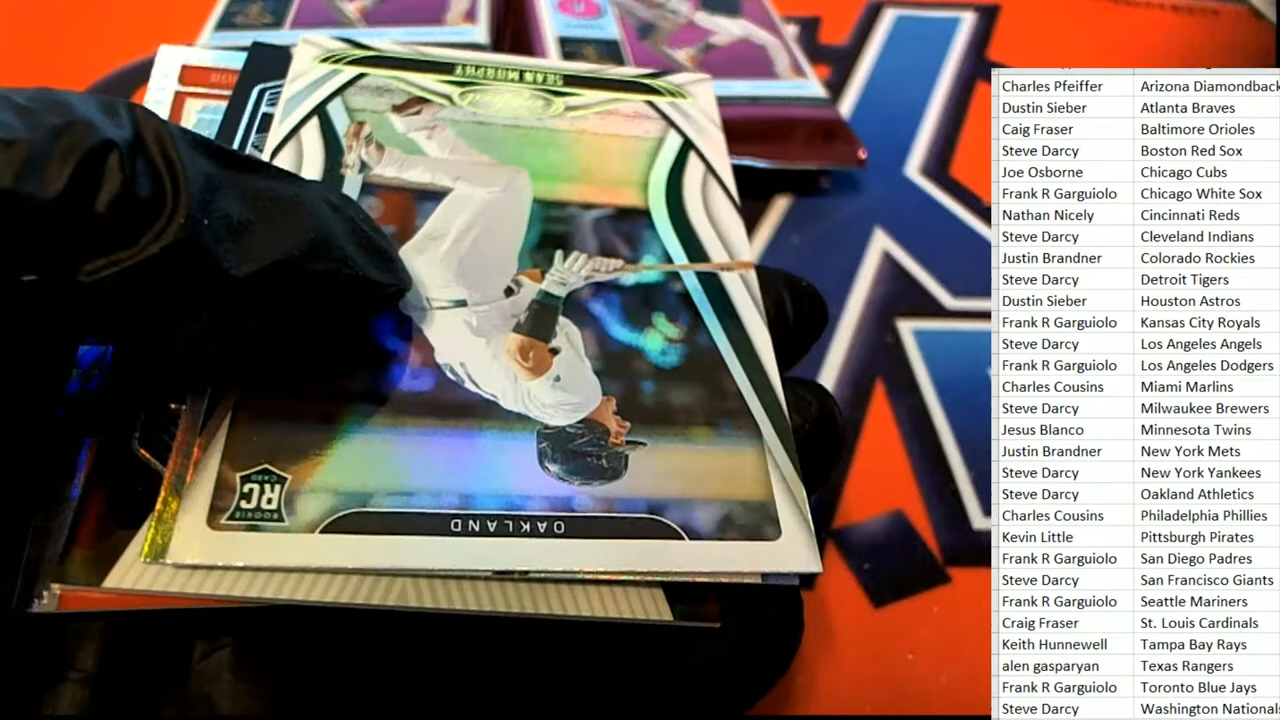 SEAN MURPHY
OAKLAND
RC
ROOKIE
CARD
Charles Pfeiffer Arizona Diamondback
Dustin Sieber Atlanta Braves
Caig Fraser Baltimore Orioles
Steve Darcy Boston Red Sox
Joe Osborne Chicago Cubs
Frank R Garguiolo Chicago White Sox
Nathan Nicely Cincinnati Reds
Steve Darcy Cleveland Indians
Justin Brandner Colorado Rockies
Steve Darcy Detroit Tigers
Dustin Sieber Houston Astros
Frank R Garguiolo Kansas City Royals
Steve Darcy Los Angeles Angels
Frank R Garguiolo Los Angeles Dodgers
Charles Cousins Miami Marlins
Steve Darcy Milwaukee Brewers
Jesus Blanco Minnesota Twins
Justin Brandner New York Mets
Steve Darcy New York Yankees
Steve Darcy Oakland Athletics
Charles Cousins Philadelphia Phillies
Kevin Little Pittsburgh Pirates
Frank R Garguiolo San Diego Padres
Steve Darcy San Francisco Giants
Frank R Garguiolo Seattle Mariners
Craig Fraser St. Louis Cardinals
Keith Hunnewell Tampa Bay Rays
alen gasparyan Texas Rangers
Frank R Garguiolo Toronto Blue Jays
Steve Darcy Washington Nationals